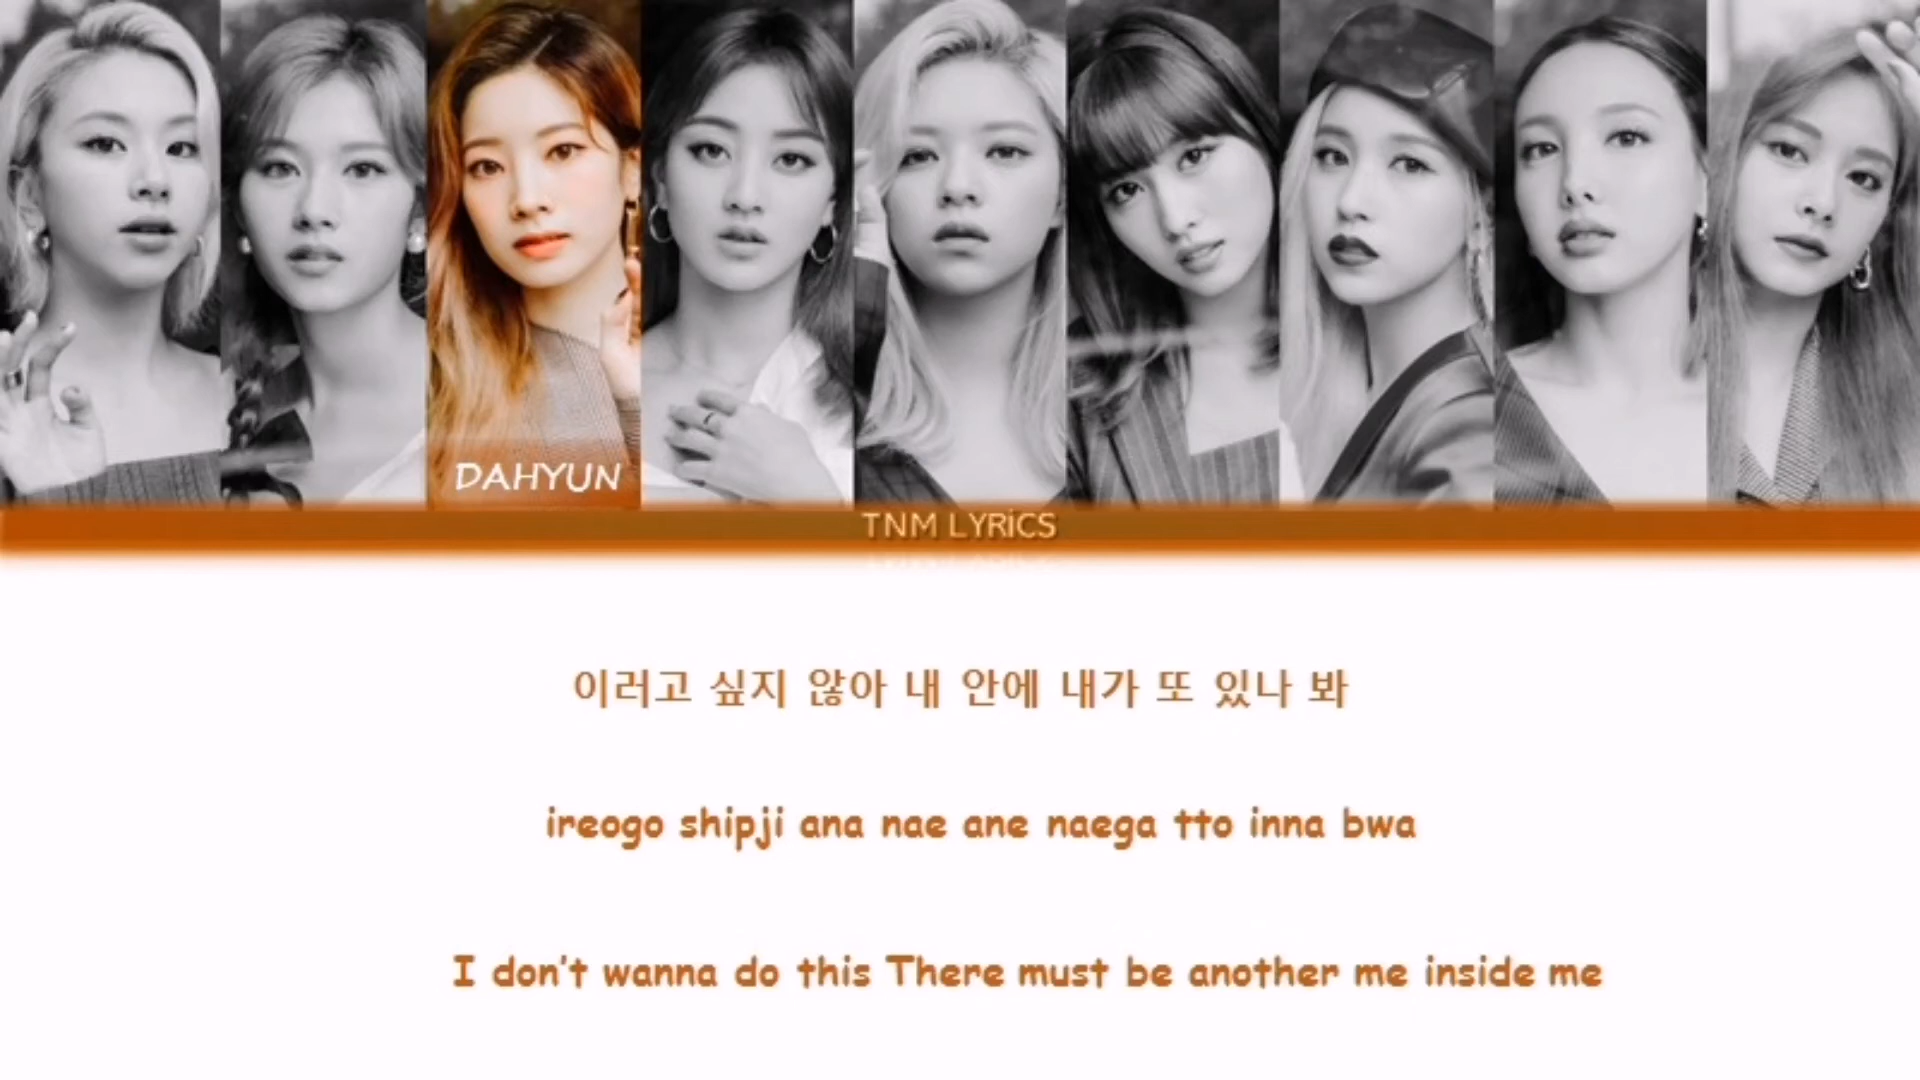 DAHYUN
TNM LYRİCS
이러고 싶지 않아 내 안에 내가 또 있나 봐
ireogo shipji ana nae ane naega tto inna bwa
I don't wanna do this There must be another me inside me